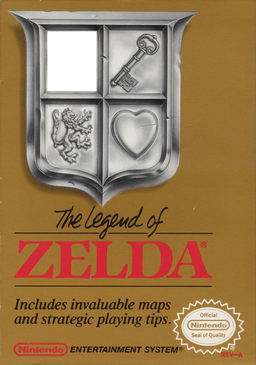 The Legend of
ZELDA®
Includes invaluable maps
and strategic playing tips.
Official
Nintendo®
Seal of Quality
Nintendo® ENTERTAINMENT SYSTEM®
REV-A